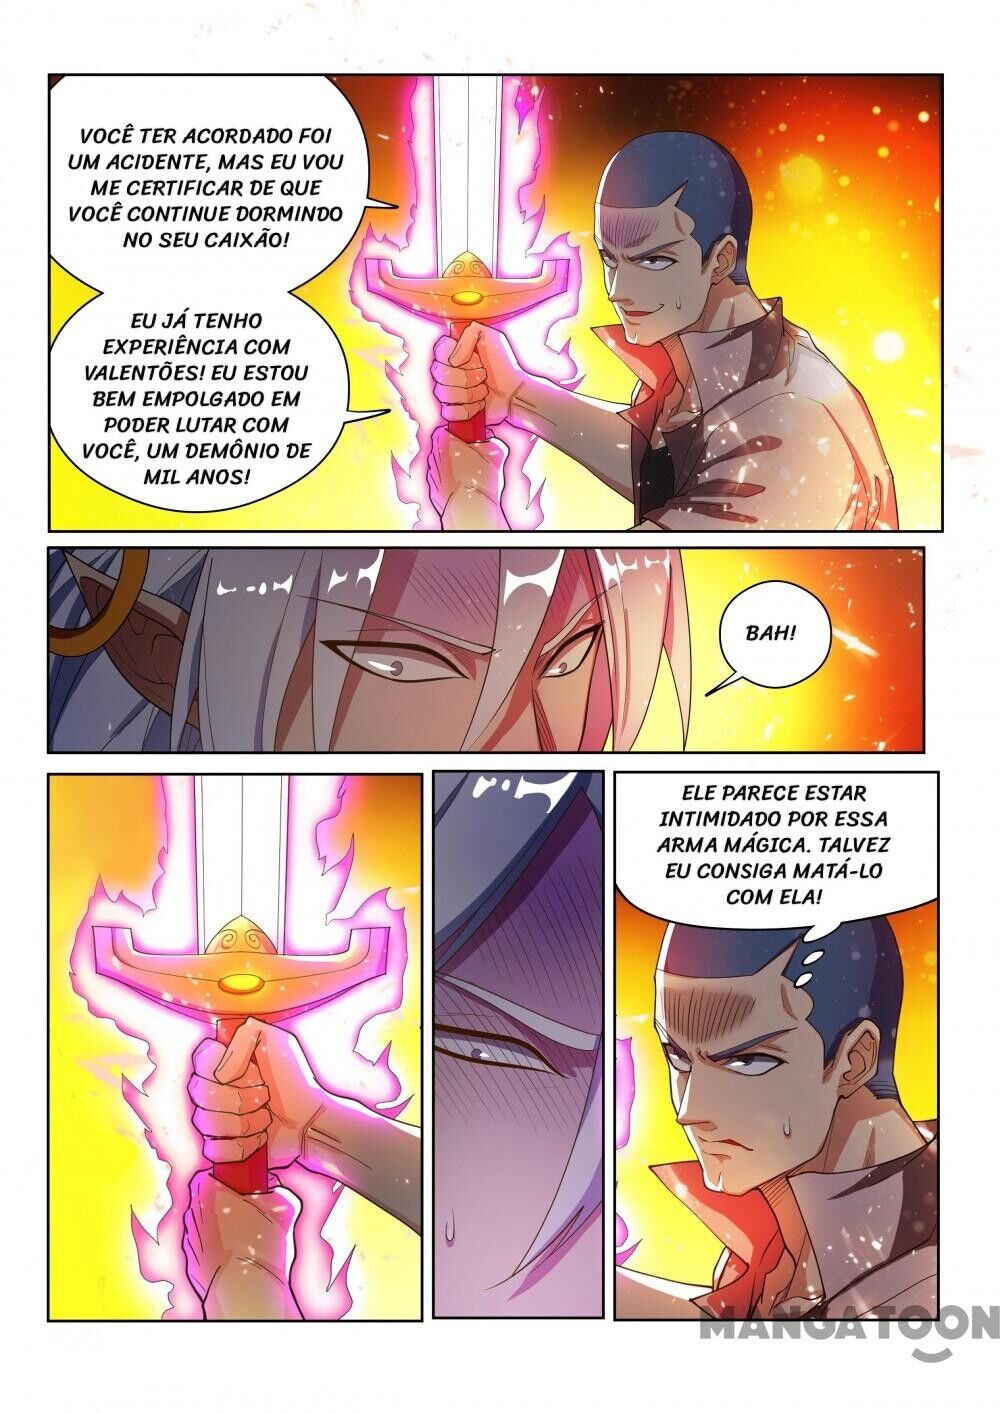 VOCÊ TER ACORDADO FOI
UM ACIDENTE, MAS EU VOU
ME CERTIFICAR DE QUE
VOCÊ CONTINUE DORMINDO
NO SEU CAIXÃO!
EU JÁ TENHO
EXPERIÊNCIA COM
VALENTÕES! EU ESTOU
BEM EMPOLGADO EM
PODER LUTAR COM
VOCÊ, UM DEMÔNIO DE
MIL ANOS!
BAH!
ELE PARECE ESTAR
INTIMIDADO POR ESSA
ARMA MÁGICA. TALVEZ
EU CONSIGA MATÁ-LO
COM ELA!
MANGATOON